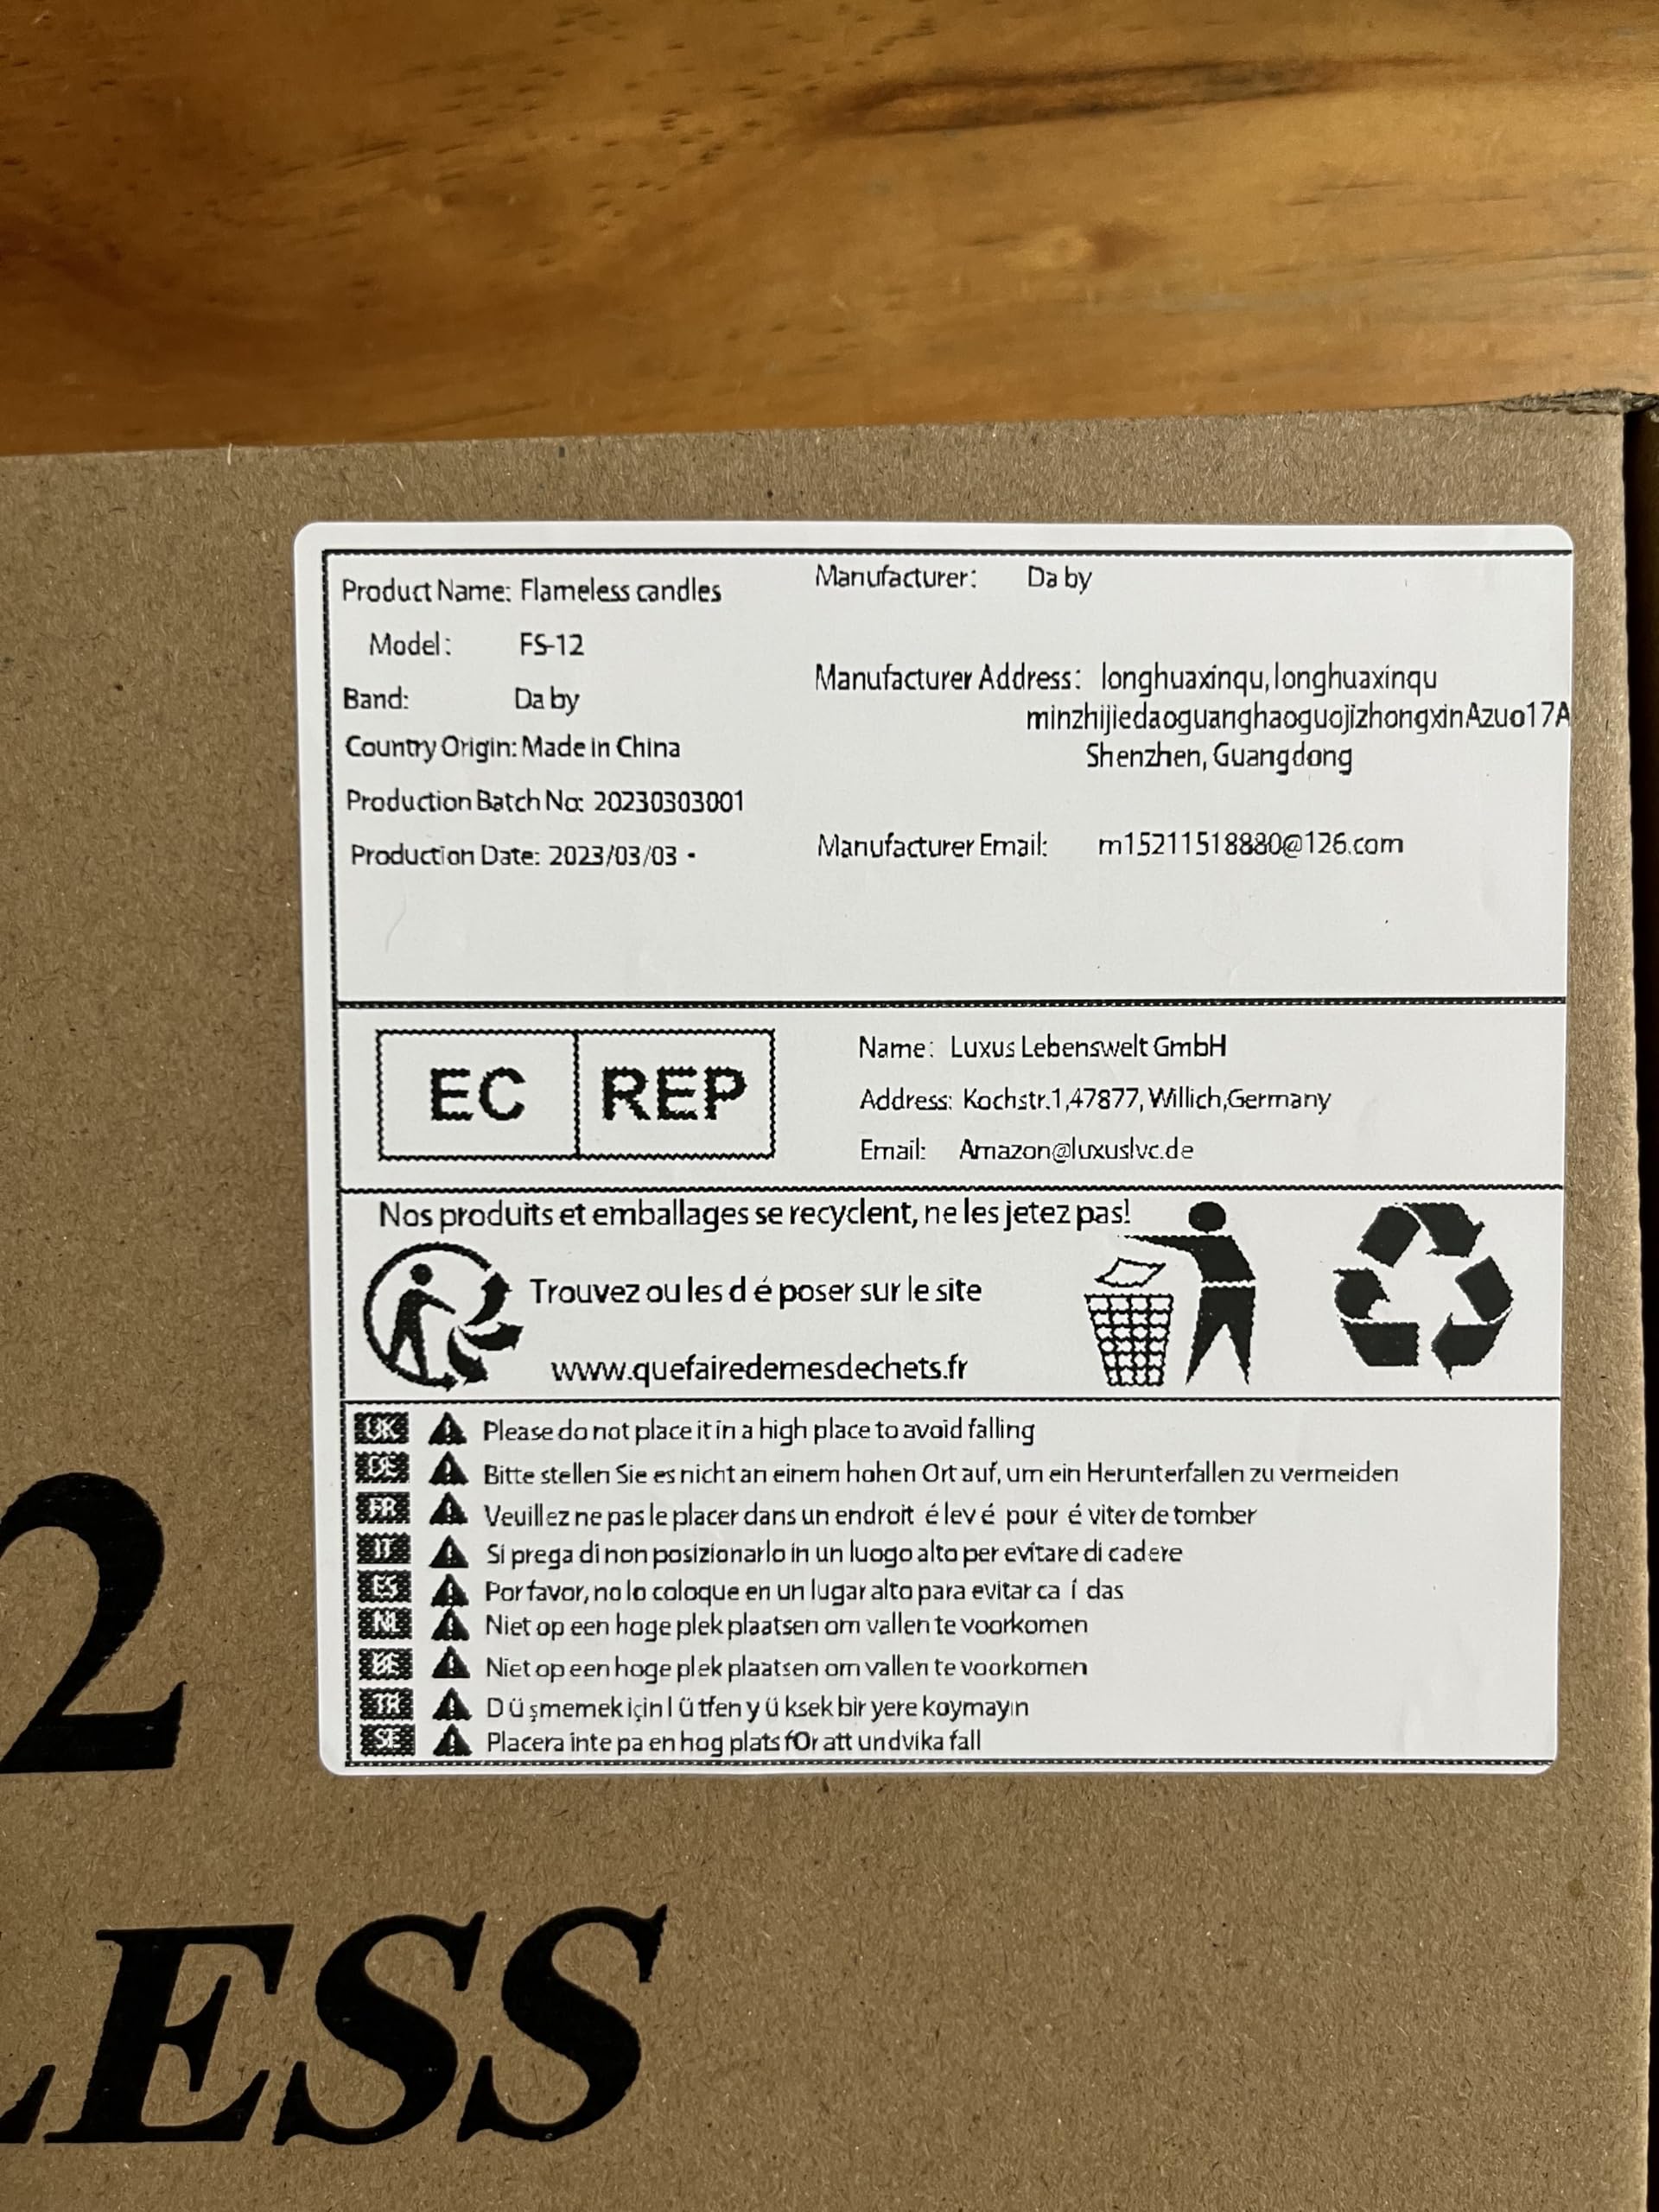 Product Name: Flameless candles
Model: FS-12
Band: Da by
Country Origin: Made in China
Production Batch No: 20230303001
Production Date: 2023/03/03 -
Manufacturer: Da by
Manufacturer Address: longhuaxinqu, longhuaxinqu
minzhijiedaoguanghaoguojizhongxinAzuo17A
Shenzhen, Guangdong
Manufacturer Email: m15211518880@126.com
EC REP
Name: Luxus Lebenswelt GmbH
Address: Kochstr.1,47877, Willich,Germany
Email: Amazon@luxuslvc.de
Nos produits et emballages se recyclent, ne les jetez pas!
Trouvez ou les d é poser sur le site
www.quefairedemesdechets.fr
UK Please do not place it in a high place to avoid falling
DE Bitte stellen Sie es nicht an einem hohen Ort auf, um ein Herunterfallen zu vermeiden
FR Veuillez ne pas le placer dans un endroit é lev é pour é viter de tomber
IT Si prega di non posizionarlo in un luogo alto per evitare di cadere
ES Por favor, no lo coloque en un lugar alto para evitar ca í das
NL Niet op een hoge plek plaatsen om vallen te voorkomen
BE Niet op een hoge plek plaatsen om vallen te voorkomen
TR D ü şmemek için l ü tfen y ü ksek bir yere koymayın
SE Placera inte pa en hog plats fOr att undvika fall
2
LESS